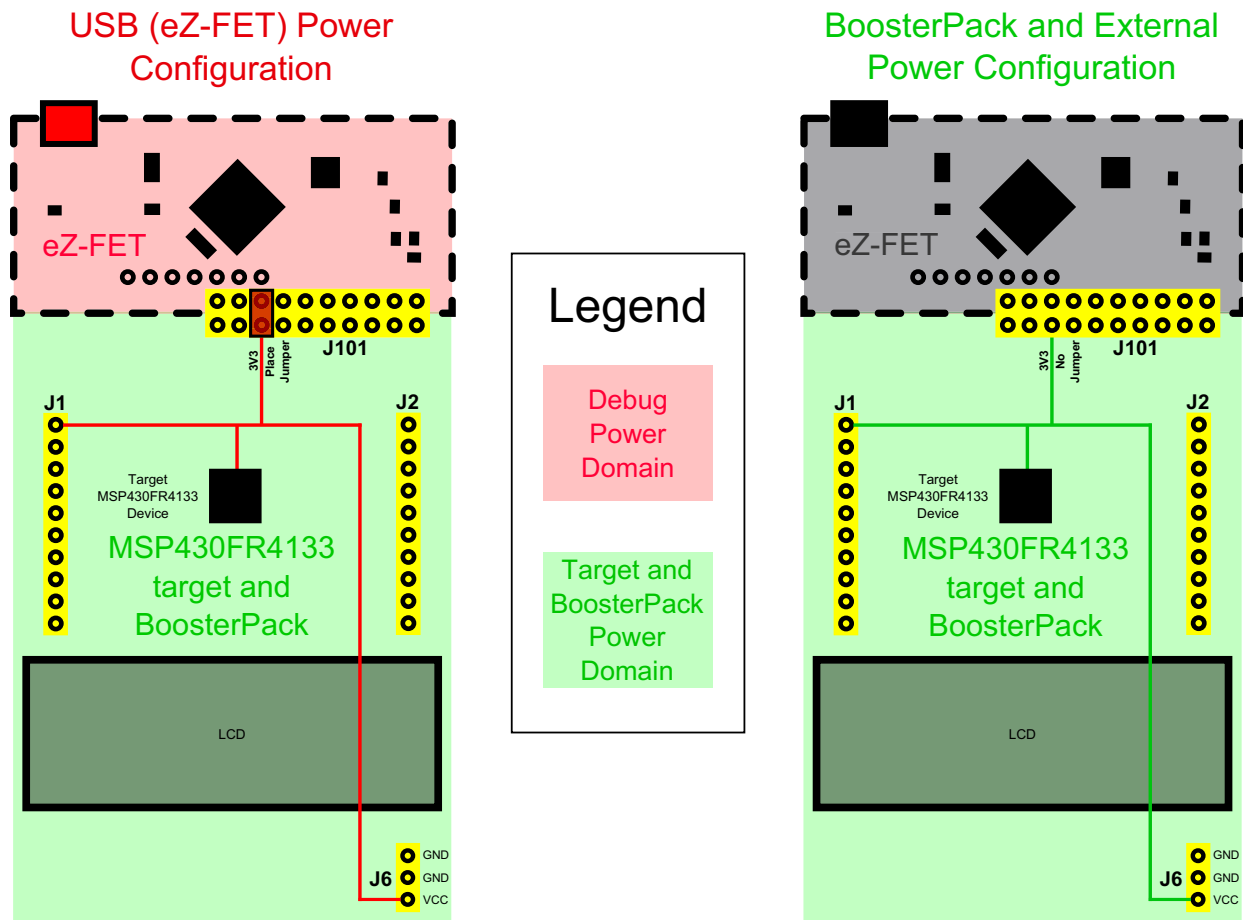 USB (eZ-FET) Power
Configuration
eZ-FET
J101
3V3
Place
Jumper
J1
J2
Target
MSP430FR4133
Device
MSP430FR4133
target and
BoosterPack
LCD
J6
GND
GND
VCC
Legend
Debug
Power
Domain
Target and
BoosterPack
Power
Domain
BoosterPack and External
Power Configuration
eZ-FET
J101
3V3
No
Jumper
J1
J2
Target
MSP430FR4133
Device
MSP430FR4133
target and
BoosterPack
LCD
J6
GND
GND
VCC